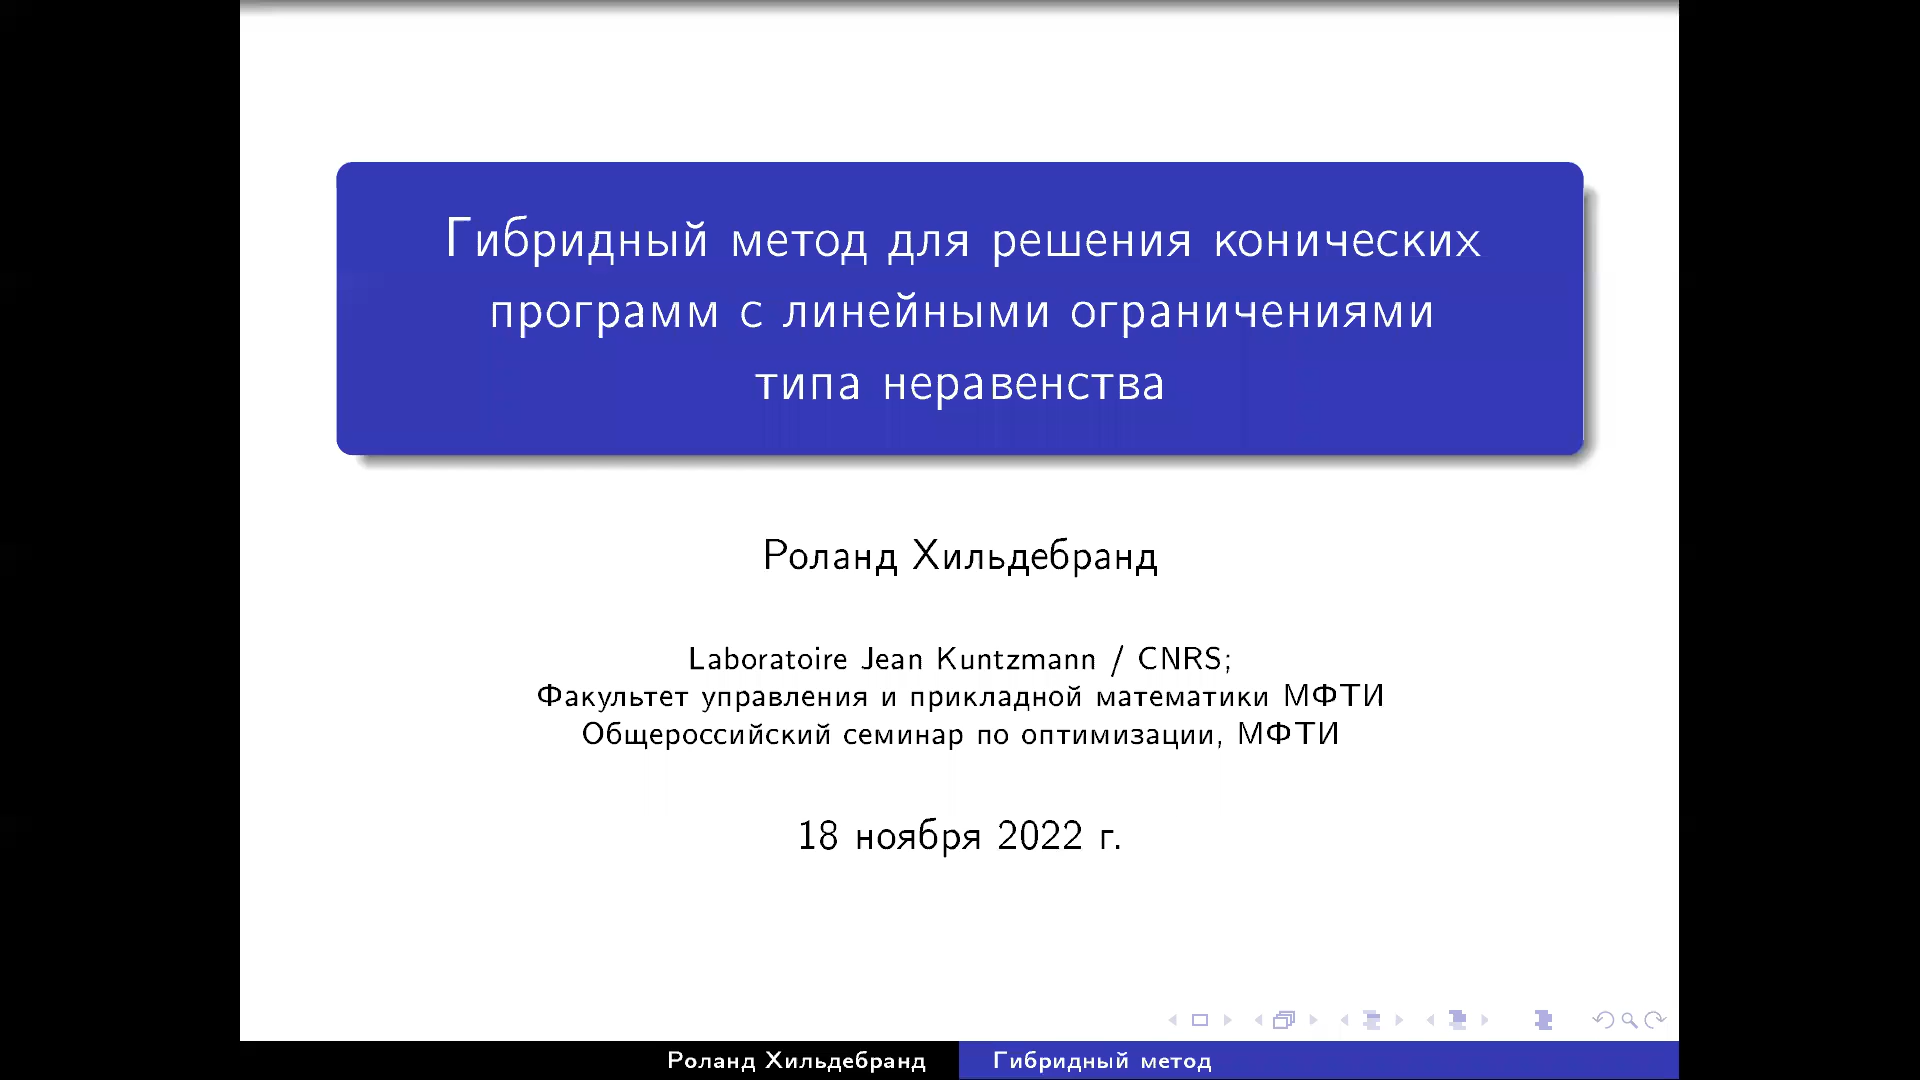 Гибридный метод для решения конических
программ с линейными ограничениями
типа неравенства
Роланд Хильдебранд
Laboratoire Jean Kuntzmann / CNRS;
Факультет управления и прикладной математики МФТИ
Общероссийский семинар по оптимизации, МФТИ
18 ноября 2022 г.
Роланд Хильдебранд
Гибридный метод